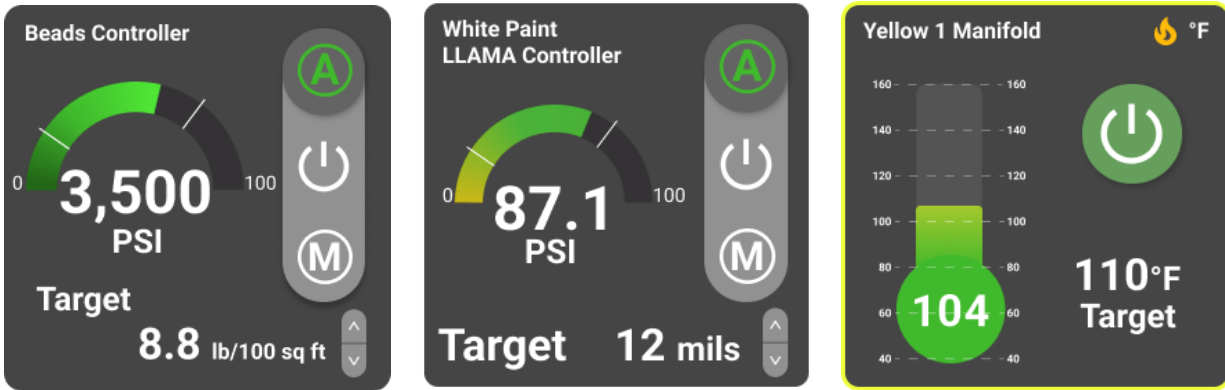 Beads Controller
A
0
3,500
100
PSI
M
Target
8.8 lb/100 sq ft
White Paint
LLAMA Controller
A
0
87.1
100
PSI
M
Target 12 mils
Yellow 1 Manifold °F
160 160
140 140
120 120
100 100
80 80
60 104 60
40 40
110°F
Target